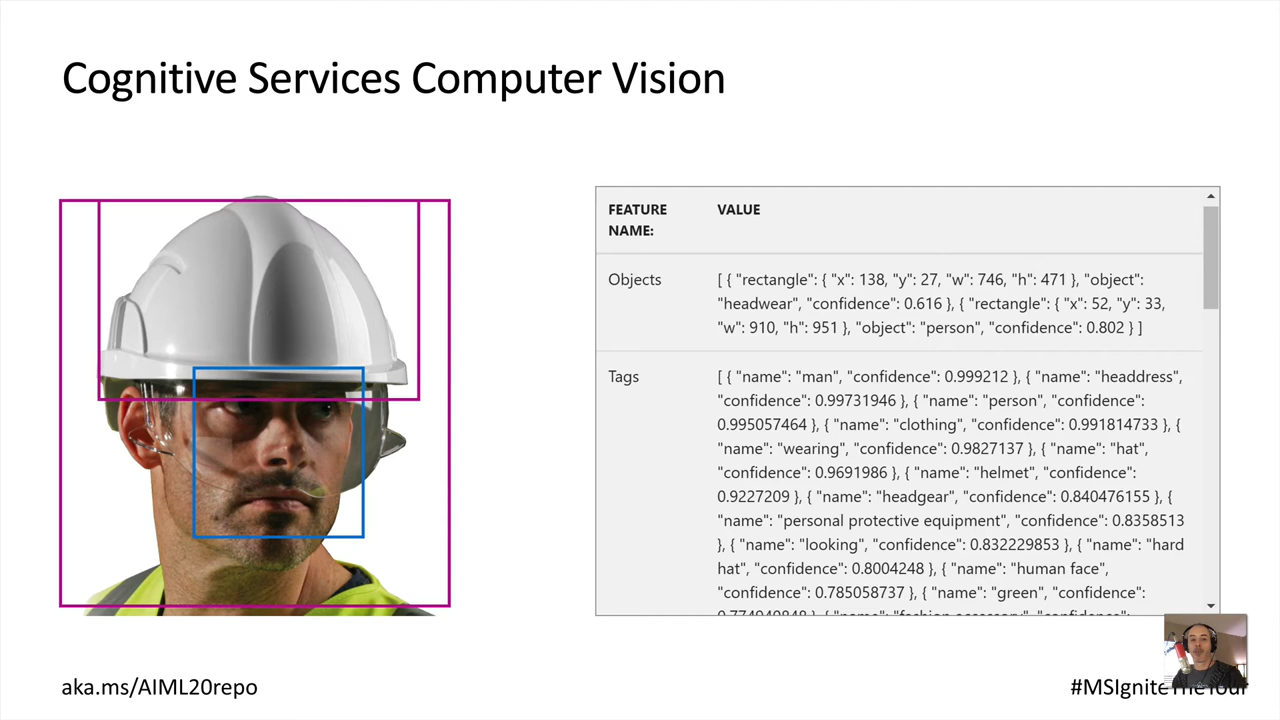 Cognitive Services Computer Vision
FEATURE
NAME:
VALUE
Objects
[ { "rectangle": { "x": 138, "y": 27, "w": 746, "h": 471 }, "object":
"headwear", "confidence": 0.616 }, { "rectangle": { "x": 52, "y": 33,
"w": 910, "h": 951 }, "object": "person", "confidence": 0.802 } ]
Tags
[ { "name": "man", "confidence": 0.999212 }, { "name": "headdress",
"confidence": 0.99731946 }, { "name": "person", "confidence":
0.995057464 }, { "name": "clothing", "confidence": 0.991814733 }, {
"name": "wearing", "confidence": 0.9827137 }, { "name": "hat",
"confidence": 0.9691986 }, { "name": "helmet", "confidence":
0.9227209 }, { "name": "headgear", "confidence": 0.840476155 }, {
"name": "personal protective equipment", "confidence": 0.8358513
}, { "name": "looking", "confidence": 0.832229853 }, { "name": "hard
hat", "confidence": 0.8004248 }, { "name": "human face",
"confidence": 0.785058737 }, { "name": "green", "confidence":
"name": "fashion accessory", "confidence":
aka.ms/AIML20repo
#MSIgniteTheTour